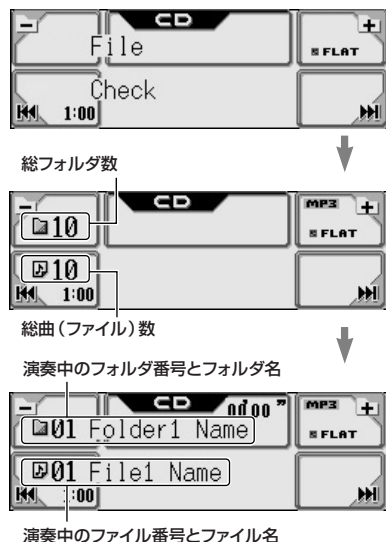 CD
File
FLAT
Check
1:00
総フォルダ数
CD
MP3
10
FLAT
10
1:00
総曲(ファイル)数
演奏中のフォルダ番号とフォルダ名
CD
00'00"
MP3
01 Folder1 Name
FLAT
01 File1 Name
:00
演奏中のファイル番号とファイル名